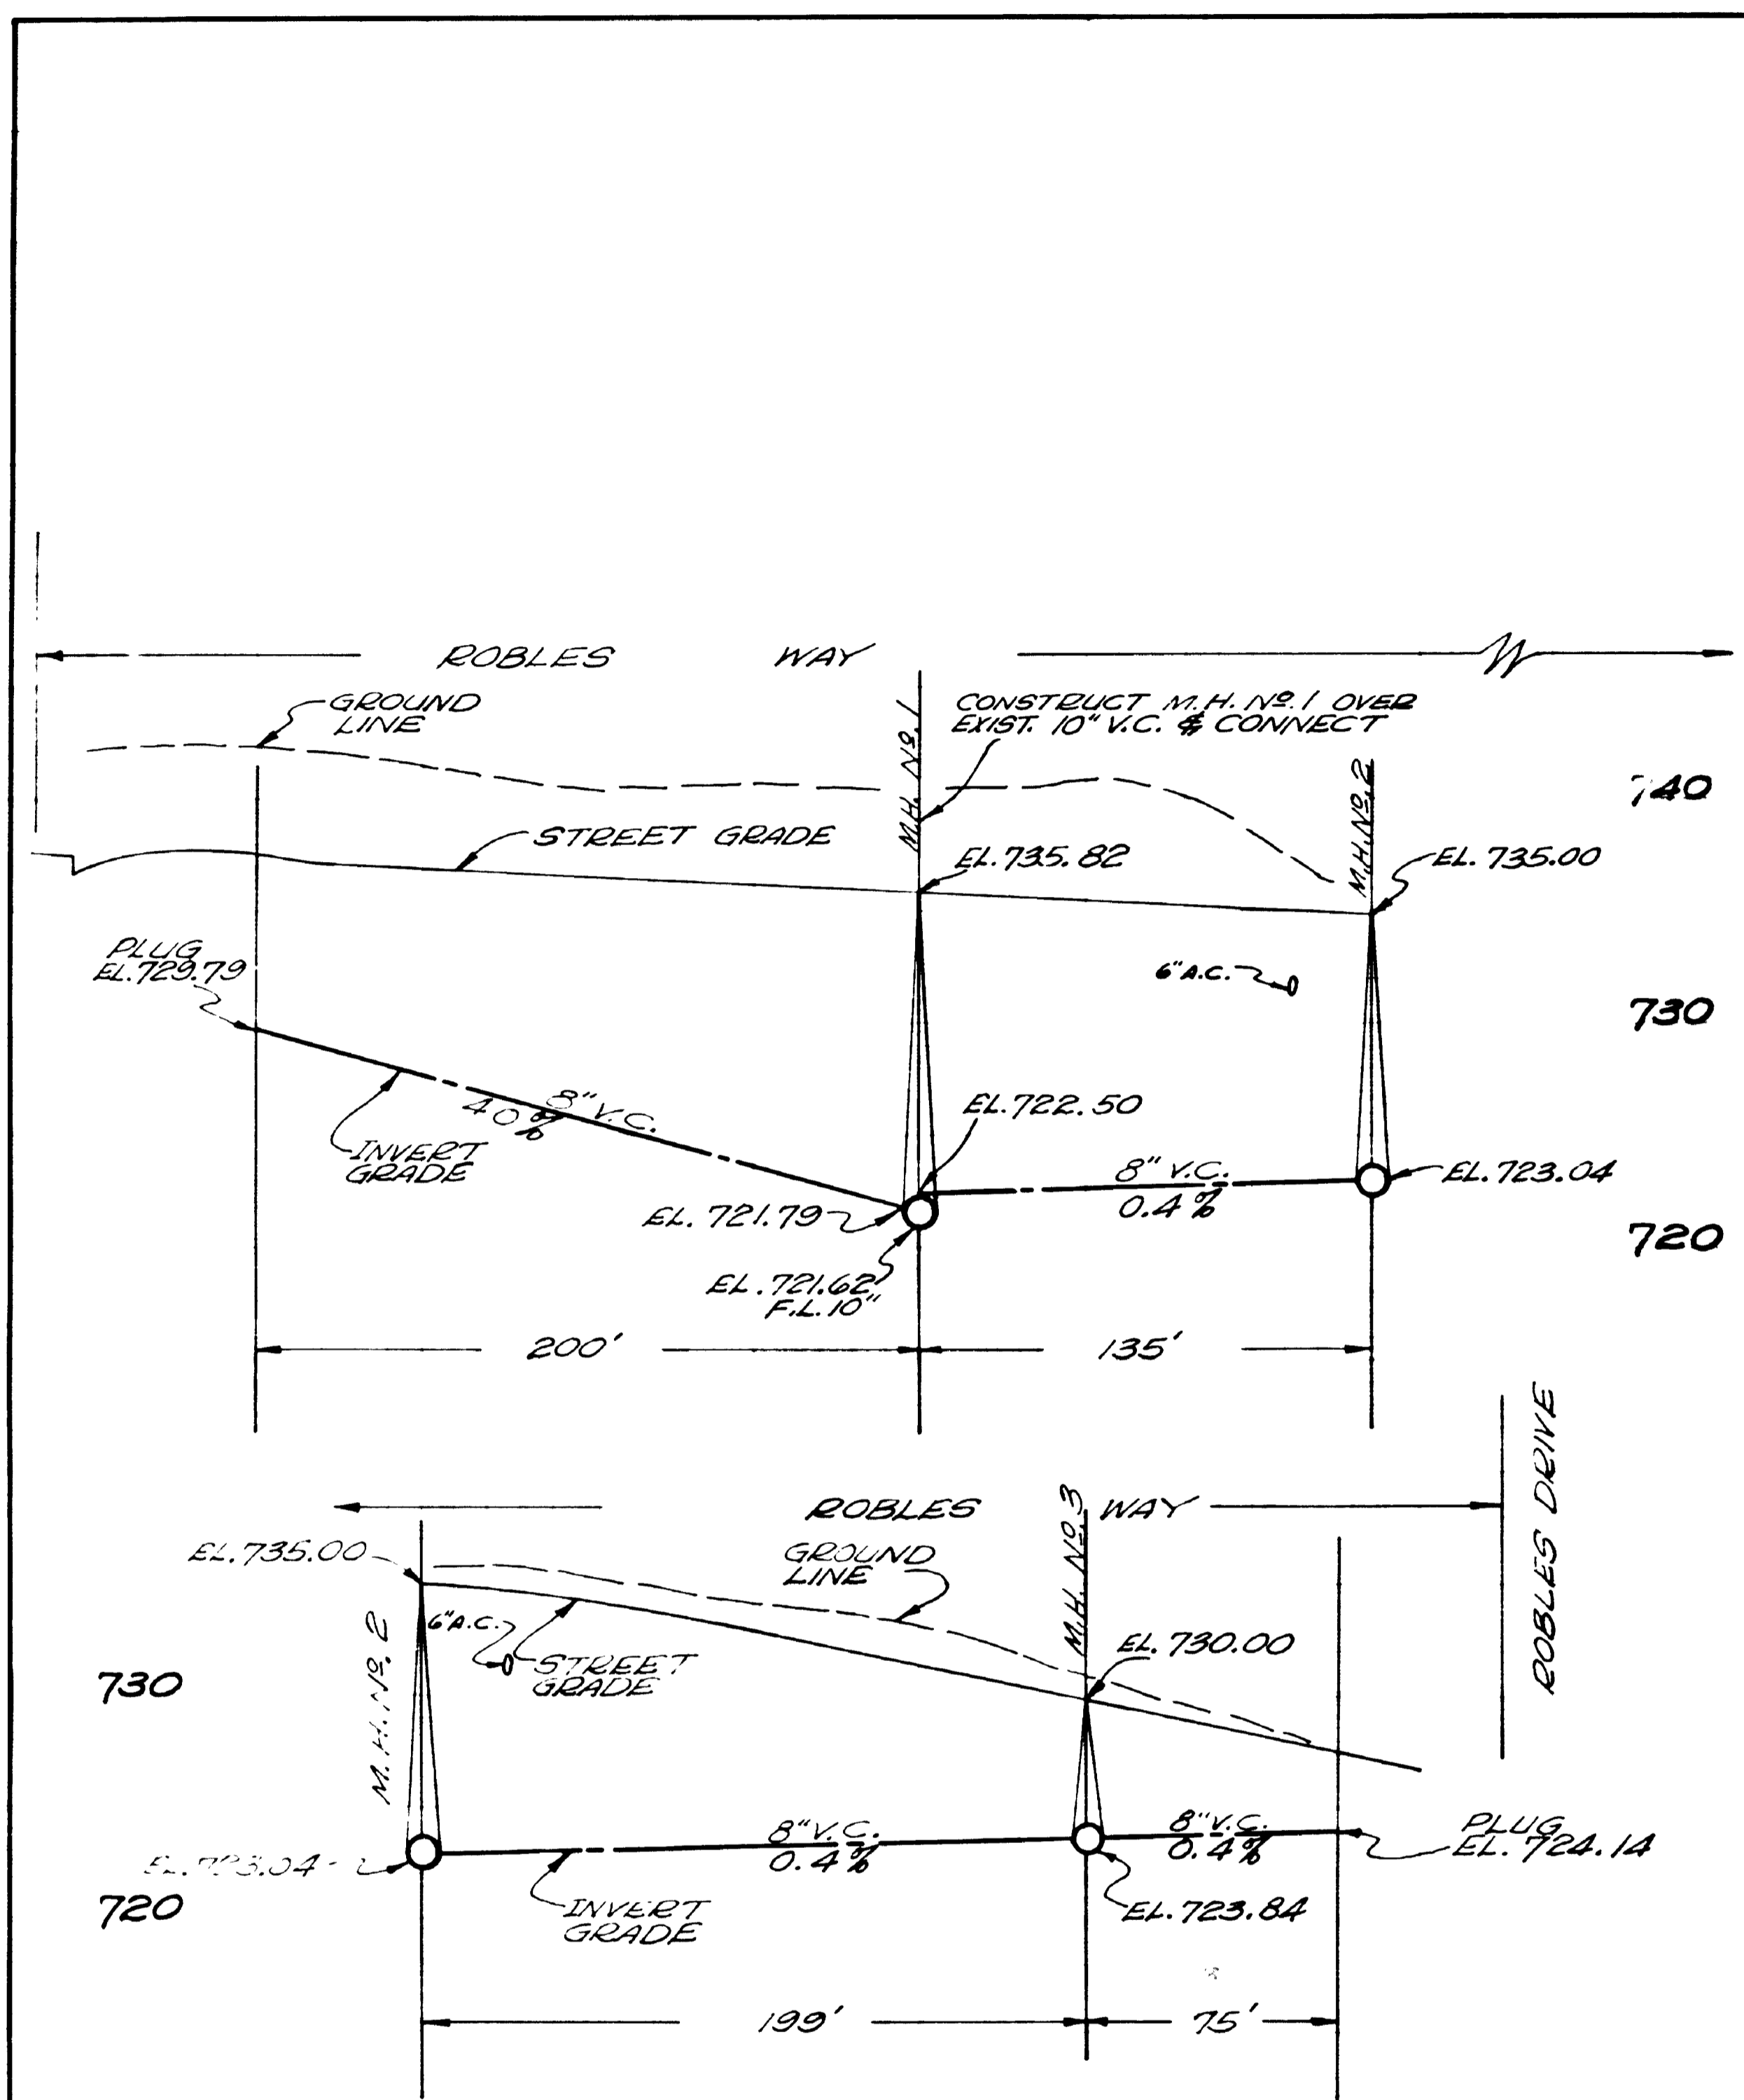 ROBLES WAY
GROUND
LINE
M.H. Nº. 1
CONSTRUCT M.H. Nº. 1 OVER
EXIST. 10" V.C. & CONNECT
M.H. Nº. 2
740
STREET GRADE
EL. 735.82
EL. 735.00
PLUG
EL. 729.79
6" A.C.
730
8" V.C.
INVERT
GRADE
EL. 722.50
8" V.C.
0.4%
EL. 723.04
EL. 721.79
720
EL. 721.62
F.L. 10"
200'
135'
ROBLES DRIVE
ROBLES WAY
EL. 735.00
GROUND
LINE
M.H. Nº. 3
M.H. Nº. 2
6" A.C.
STREET
GRADE
EL. 730.00
730
8" V.C.
0.4%
8" V.C.
0.4%
PLUG
EL. 724.14
EL. 723.04
720
INVERT
GRADE
EL. 723.84
199'
75'